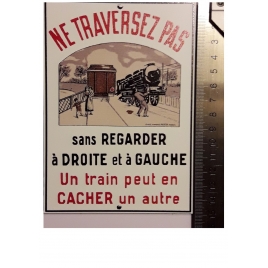 NE TRAVERSEZ PAS
sans REGARDER
à DROITE et à GAUCHE
Un train peut en
CACHER un autre